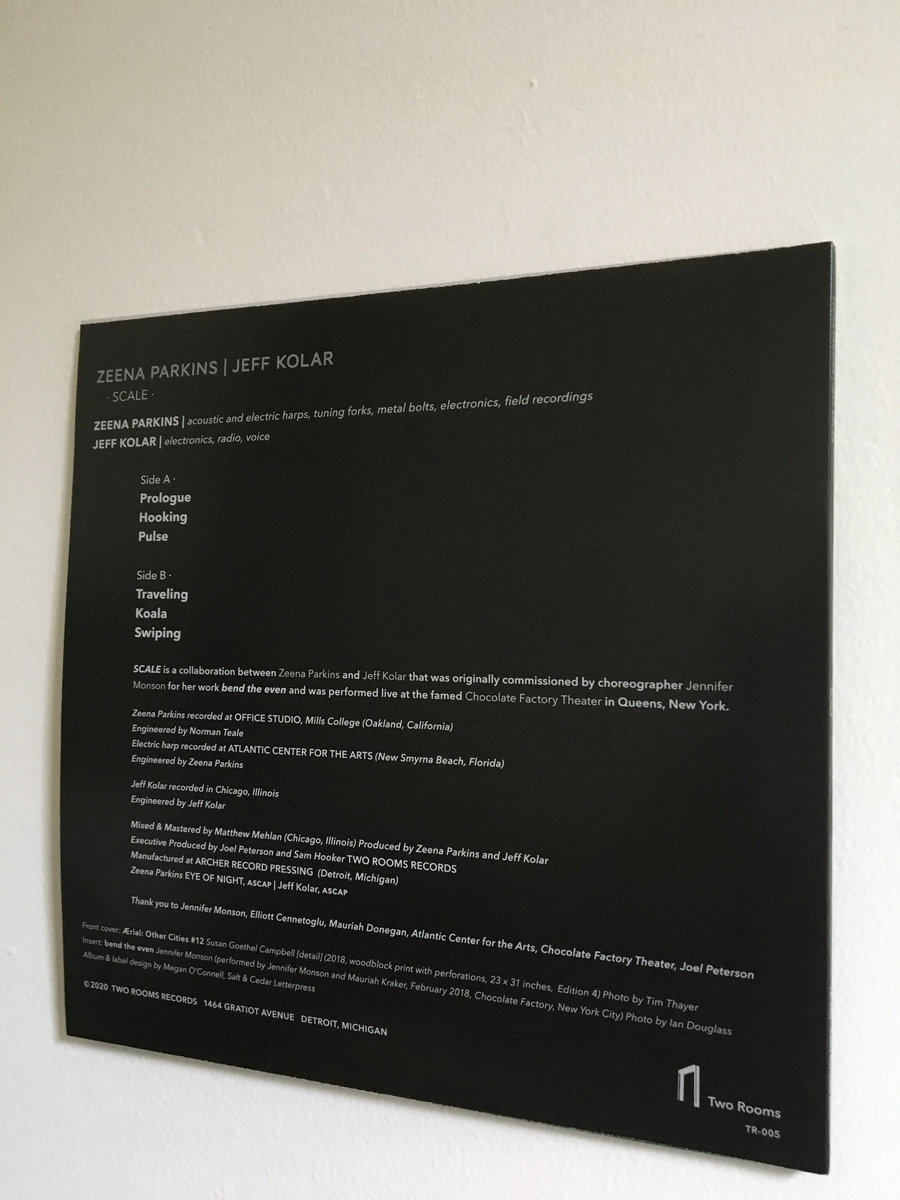 ZEENA PARKINS | JEFF KOLAR
· SCALE ·
ZEENA PARKINS | acoustic and electric harps, tuning forks, metal bolts, electronics, field recordings
JEFF KOLAR | electronics, radio, voice
Side A ·
Prologue
Hooking
Pulse
Side B ·
Traveling
Koala
Swiping
SCALE is a collaboration between Zeena Parkins and Jeff Kolar that was originally commissioned by choreographer Jennifer
Monson for her work bend the even and was performed live at the famed Chocolate Factory Theater in Queens, New York.
Zeena Parkins recorded at OFFICE STUDIO, Mills College (Oakland, California)
Engineered by Norman Teale
Electric harp recorded at ATLANTIC CENTER FOR THE ARTS (New Smyrna Beach, Florida)
Engineered by Zeena Parkins
Jeff Kolar recorded in Chicago, Illinois
Engineered by Jeff Kolar
Mixed & Mastered by Matthew Mehlan (Chicago, Illinois) Produced by Zeena Parkins and Jeff Kolar
Executive Produced by Joel Peterson and Sam Hooker TWO ROOMS RECORDS
Manufactured at ARCHER RECORD PRESSING (Detroit, Michigan)
Zeena Parkins EYE OF NIGHT, ASCAP | Jeff Kolar, ASCAP
Thank you to Jennifer Monson, Elliott Cennetoglu, Mauriah Donegan, Atlantic Center for the Arts, Chocolate Factory Theater, Joel Peterson
Front cover: Ærial: Other Cities #12 Susan Goethel Campbell [detail] (2018, woodblock print with perforations, 23 x 31 inches, Edition 4) Photo by Tim Thayer
Insert: bend the even Jennifer Monson (performed by Jennifer Monson and Mauriah Kraker, February 2018, Chocolate Factory, New York City) Photo by Ian Douglass
Album & label design by Megan O'Connell, Salt & Cedar Letterpress
©2020 TWO ROOMS RECORDS 1464 GRATIOT AVENUE DETROIT, MICHIGAN
Two Rooms
TR-005